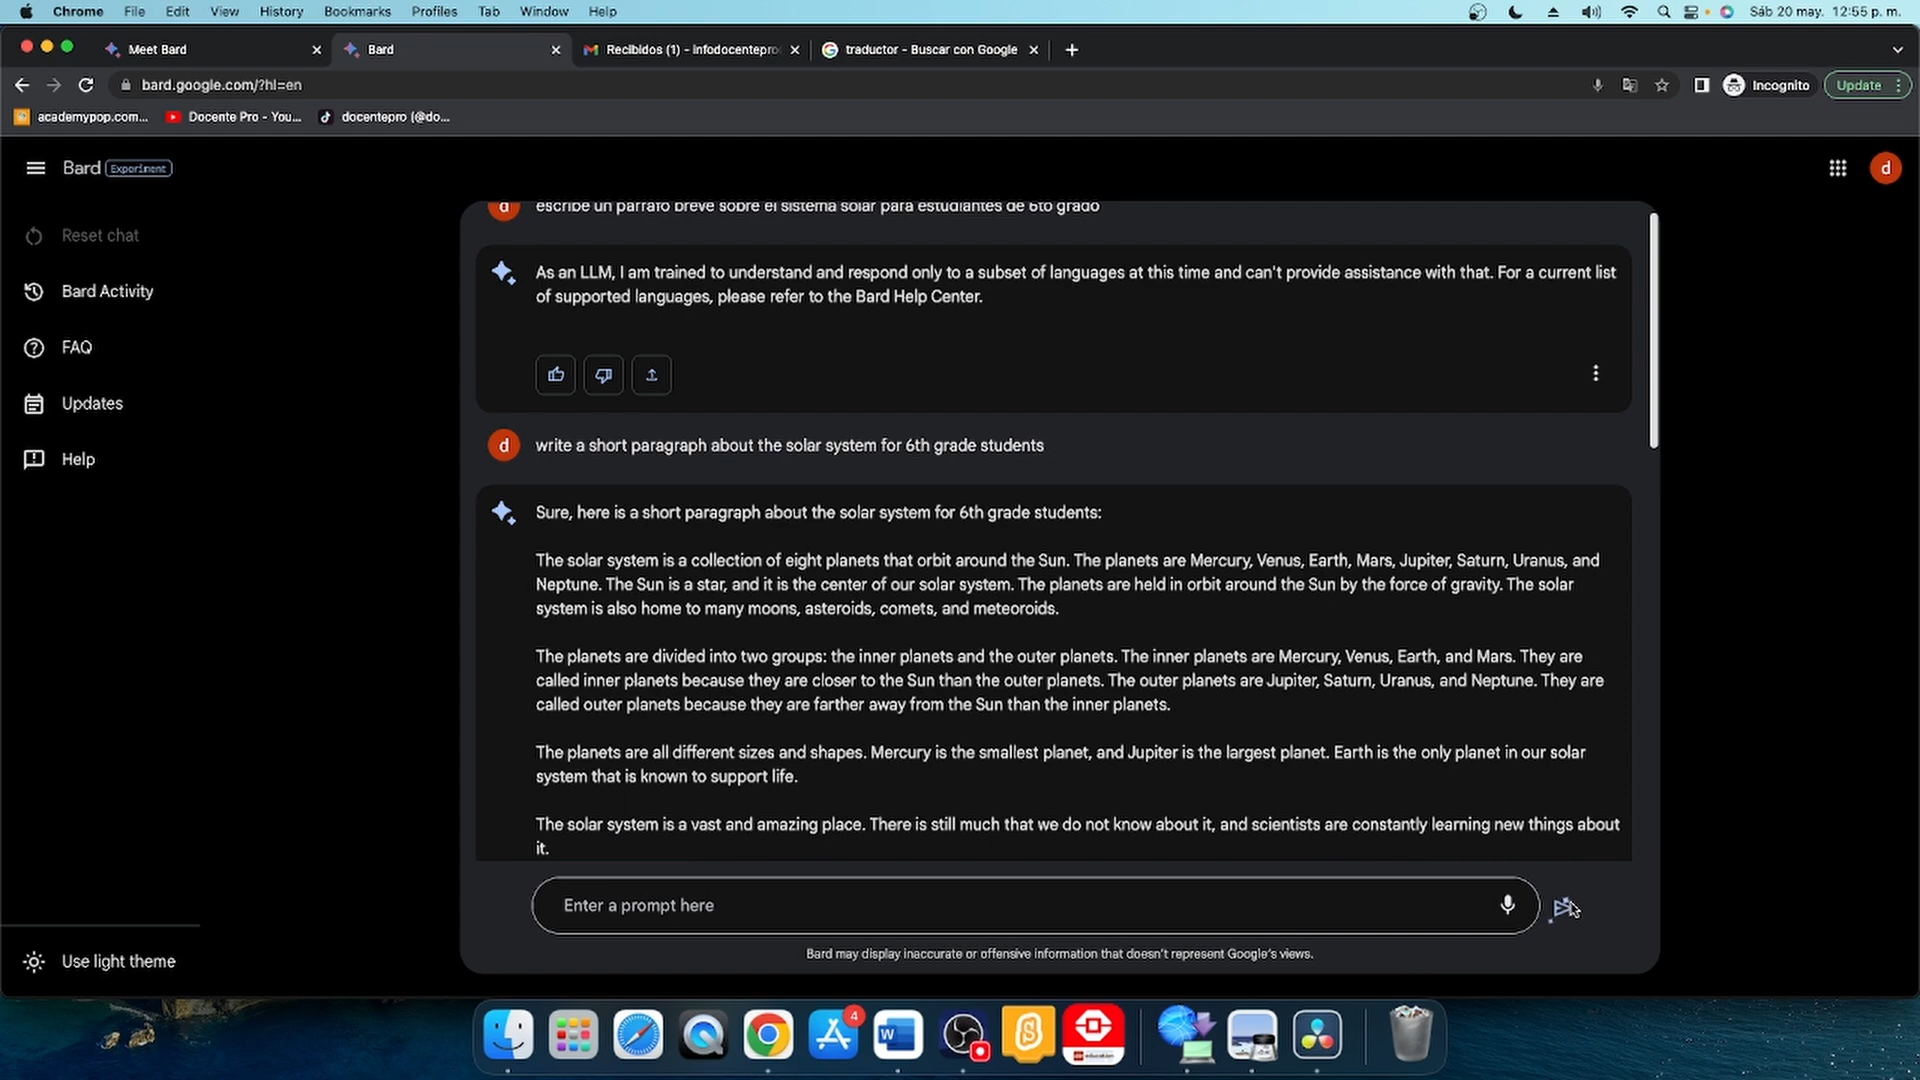 Chrome File Edit View History Bookmarks Profiles Tab Window Help Sáb 20 may. 12:55 p. m.
Meet Bard
Bard
Recibidos (1) - infodocentepro
traductor - Buscar con Google
bard.google.com/?hl=en
Incognito
Update
academypop.com...
Docente Pro - You...
docentepro (@do...
Bard Experiment
d
Reset chat
Bard Activity
FAQ
Updates
Help
Use light theme
d escribe un párrafo breve sobre el sistema solar para estudiantes de 6to grado
As an LLM, I am trained to understand and respond only to a subset of languages at this time and can't provide assistance with that. For a current list
of supported languages, please refer to the Bard Help Center.
d write a short paragraph about the solar system for 6th grade students
Sure, here is a short paragraph about the solar system for 6th grade students:
The solar system is a collection of eight planets that orbit around the Sun. The planets are Mercury, Venus, Earth, Mars, Jupiter, Saturn, Uranus, and
Neptune. The Sun is a star, and it is the center of our solar system. The planets are held in orbit around the Sun by the force of gravity. The solar
system is also home to many moons, asteroids, comets, and meteoroids.
The planets are divided into two groups: the inner planets and the outer planets. The inner planets are Mercury, Venus, Earth, and Mars. They are
called inner planets because they are closer to the Sun than the outer planets. The outer planets are Jupiter, Saturn, Uranus, and Neptune. They are
called outer planets because they are farther away from the Sun than the inner planets.
The planets are all different sizes and shapes. Mercury is the smallest planet, and Jupiter is the largest planet. Earth is the only planet in our solar
system that is known to support life.
The solar system is a vast and amazing place. There is still much that we do not know about it, and scientists are constantly learning new things about
it.
Enter a prompt here
Bard may display inaccurate or offensive information that doesn't represent Google's views.
4
W
education